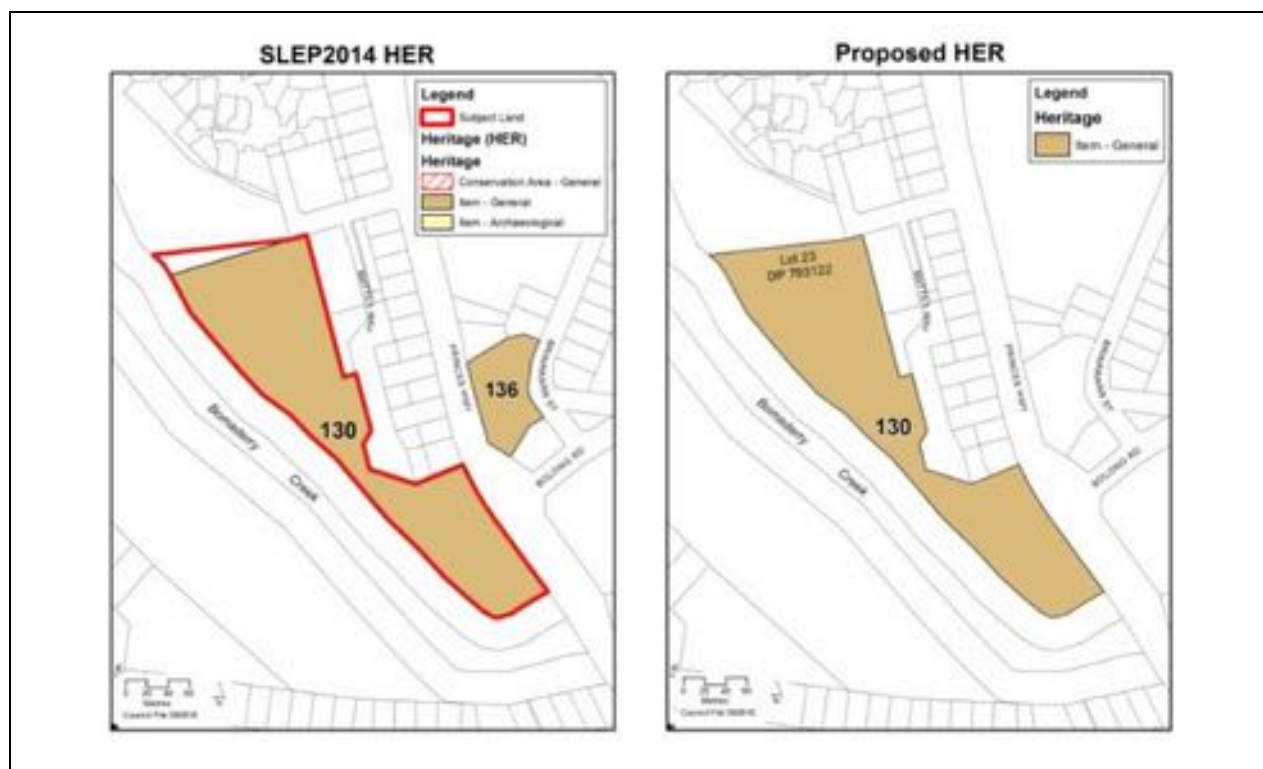 SLEP2014 HER
Legend
Subject Land
Heritage (HER)
Heritage
Conservation Area - General
Item - General
Item - Archaeological
136
130
PRINCES HWY
BOLONG RD
Bomaderry
Creek
Metres
Proposed HER
Legend
Heritage
Item - General
Lot 23
DP 793122
130
PRINCES HWY
BOLONG RD
Bomaderry
Creek
Metres